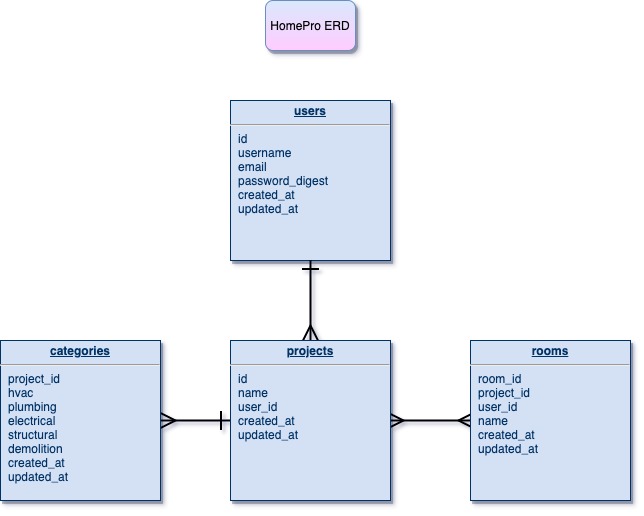 HomePro ERD
users
id
username
email
password_digest
created_at
updated_at
categories
project_id
hvac
plumbing
electrical
structural
demolition
created_at
updated_at
projects
id
name
user_id
created_at
updated_at
rooms
room_id
project_id
user_id
name
created_at
updated_at